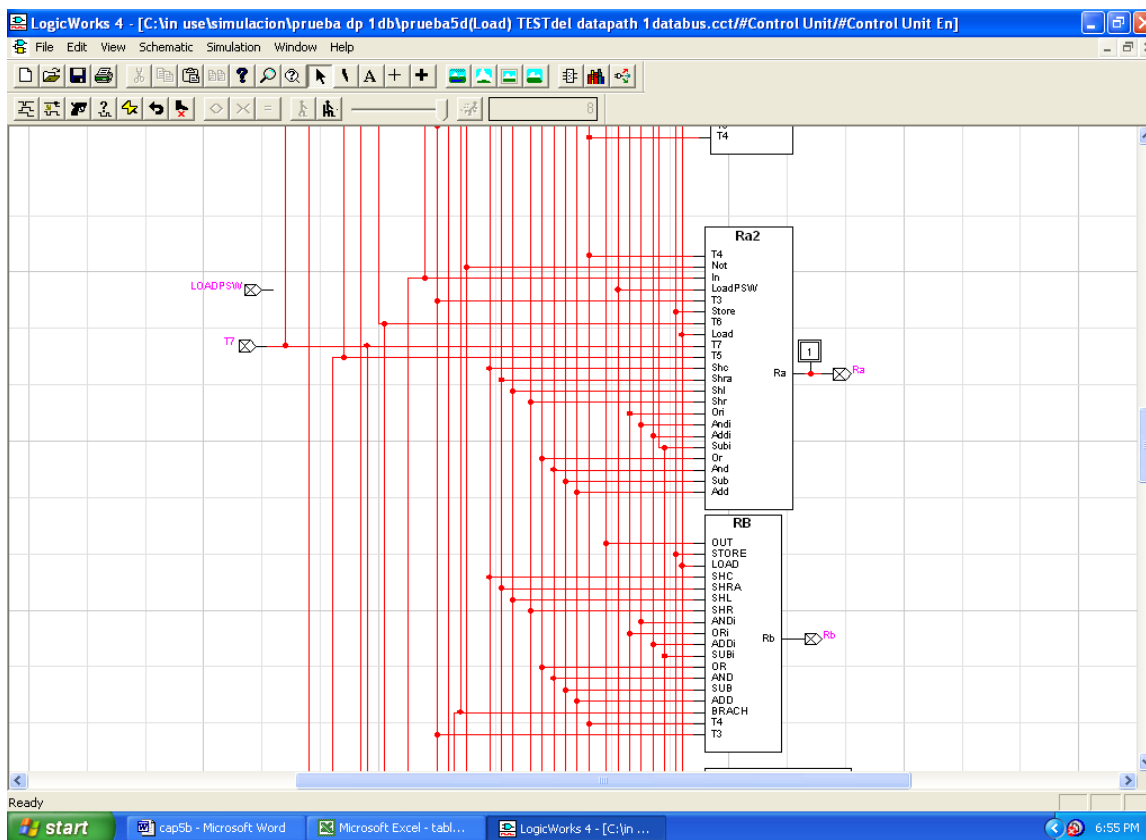 LogicWorks 4 - [C:\in use\simulacion\prueba dp 1db\prueba5d(Load) TESTdel datapath 1databus.cct/#Control Unit/#Control Unit En]
File Edit View Schematic Simulation Window Help
8
T4
Ra2
T4
Not
In
LoadPSW
T3
Store
T6
Load
T7
T5
Shc
Shra
Shl
Shr
Ori
Andi
Addi
Subi
Or
And
Sub
Add
LOADPSW
T7
1
Ra
Ra
RB
OUT
STORE
LOAD
SHC
SHRA
SHL
SHR
ANDi
ORi
ADDi
SUBi
OR
AND
SUB
ADD
BRACH
T4
T3
Rb
Rb
Ready
start
cap5b - Microsoft Word
Microsoft Excel - tabl...
LogicWorks 4 - [C:\in ...
6:55 PM